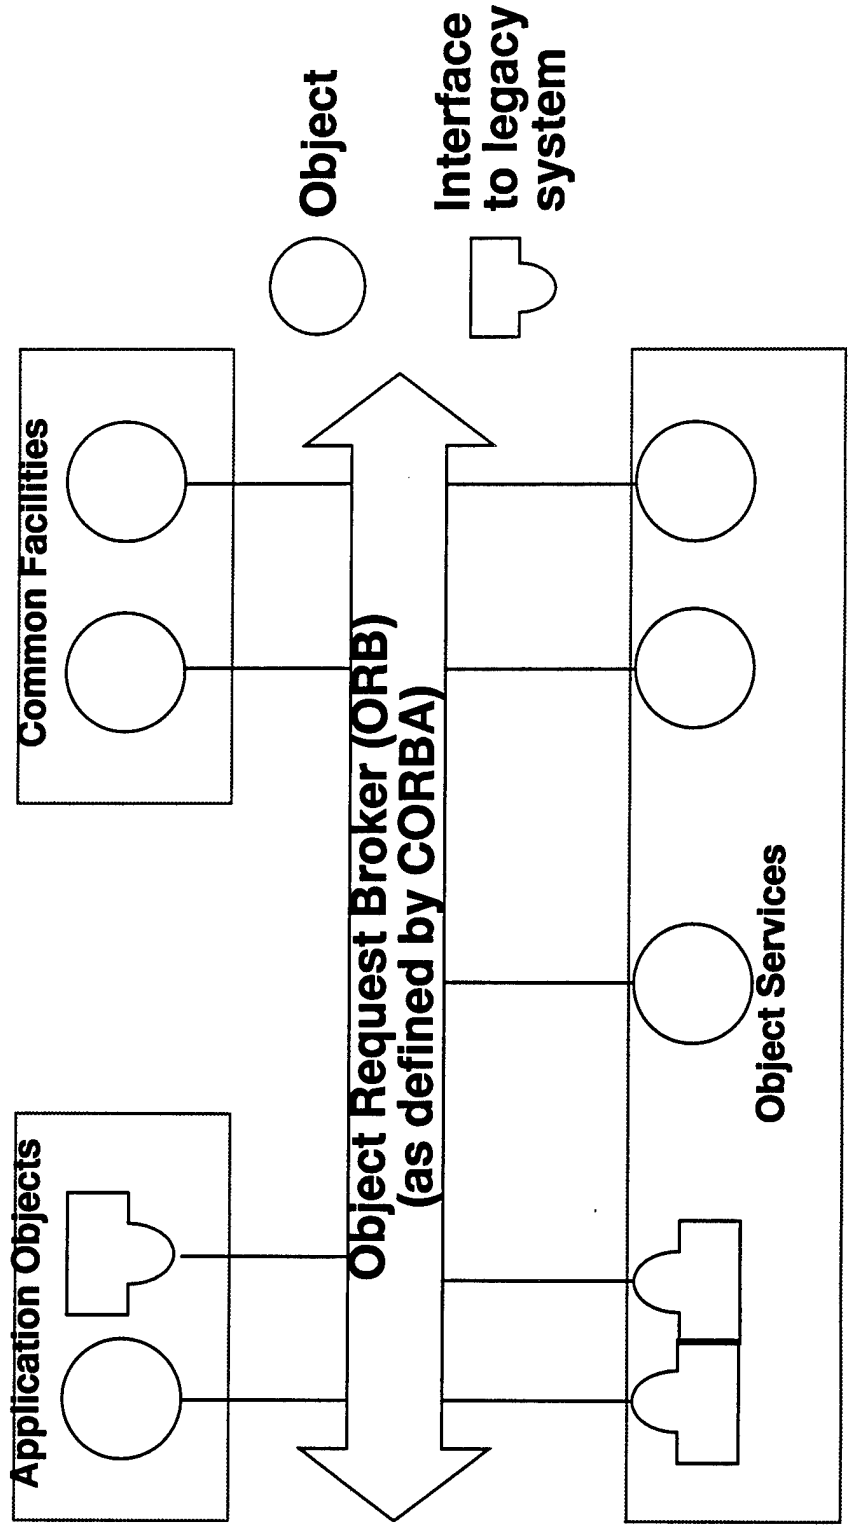 Application Objects
Common Facilities
Object Request Broker (ORB)
(as defined by CORBA)
Object Services
Object
Interface
to legacy
system